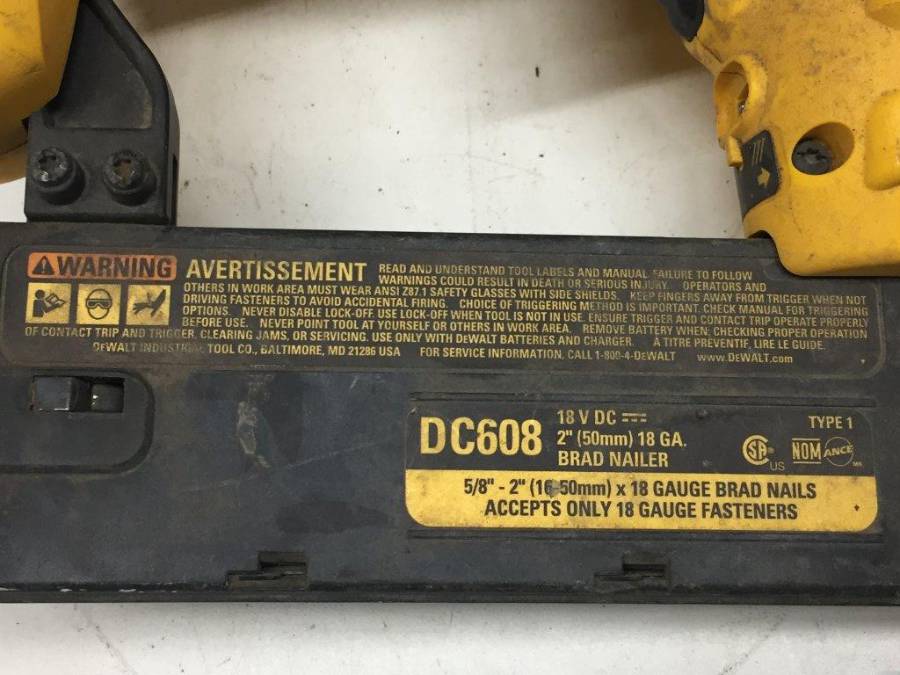 WARNING AVERTISSEMENT READ AND UNDERSTAND TOOL LABELS AND MANUAL. FAILURE TO FOLLOW
WARNINGS COULD RESULT IN DEATH OR SERIOUS INJURY. OPERATORS AND
OTHERS IN WORK AREA MUST WEAR ANSI Z87.1 SAFETY GLASSES WITH SIDE SHIELDS. KEEP FINGERS AWAY FROM TRIGGER WHEN NOT
DRIVING FASTENERS TO AVOID ACCIDENTAL FIRING. CHOICE OF TRIGGERING METHOD IS IMPORTANT. CHECK MANUAL FOR TRIGGERING
OPTIONS. NEVER DISABLE LOCK-OFF. USE LOCK-OFF WHEN TOOL IS NOT IN USE. ENSURE TRIGGER AND CONTACT TRIP OPERATE PROPERLY
BEFORE USE. NEVER POINT TOOL AT YOURSELF OR OTHERS IN WORK AREA. REMOVE BATTERY WHEN: CHECKING PROPER OPERATION
OF CONTACT TRIP AND TRIGGER, CLEARING JAMS, OR SERVICING. USE ONLY WITH DEWALT BATTERIES AND CHARGER. A TITRE PREVENTIF, LIRE LE GUIDE.
DEWALT INDUSTRIAL TOOL CO., BALTIMORE, MD 21286 USA FOR SERVICE INFORMATION, CALL 1-800-4-DEWALT www.DEWALT.com
DC608
18 V DC
2" (50mm) 18 GA.
BRAD NAILER
TYPE 1
SA US NOM ANCE
5/8" - 2" (16-50mm) x 18 GAUGE BRAD NAILS
ACCEPTS ONLY 18 GAUGE FASTENERS